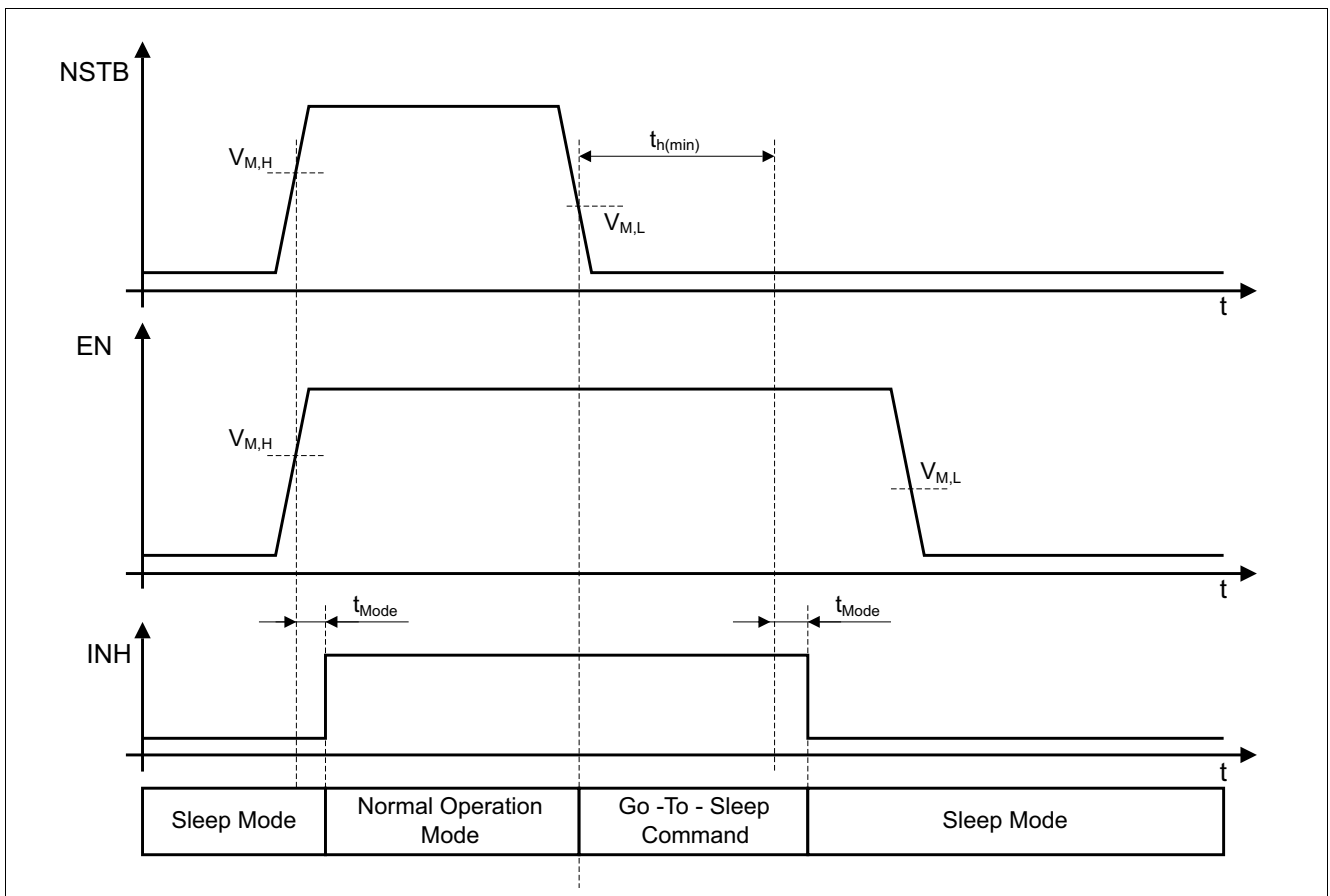 NSTB
t_h(min)
V_M,H
V_M,L
t
EN
V_M,H
V_M,L
t
t_Mode
t_Mode
INH
t
Sleep Mode
Normal Operation
Mode
Go -To - Sleep
Command
Sleep Mode